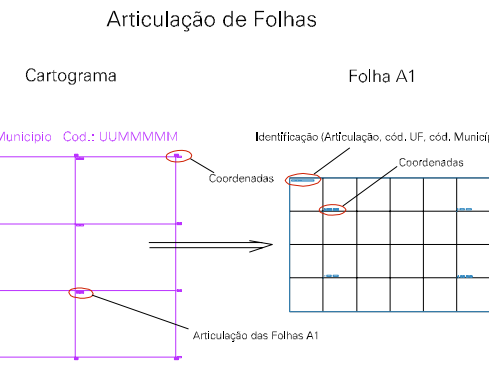 Articulação de Folhas
Cartograma
Folha A1
Município Cod.: UUMMMMM
Identificação (Articulação, cód. UF, cód. Municíp
Coordenadas
Coordenadas
Articulação das Folhas A1